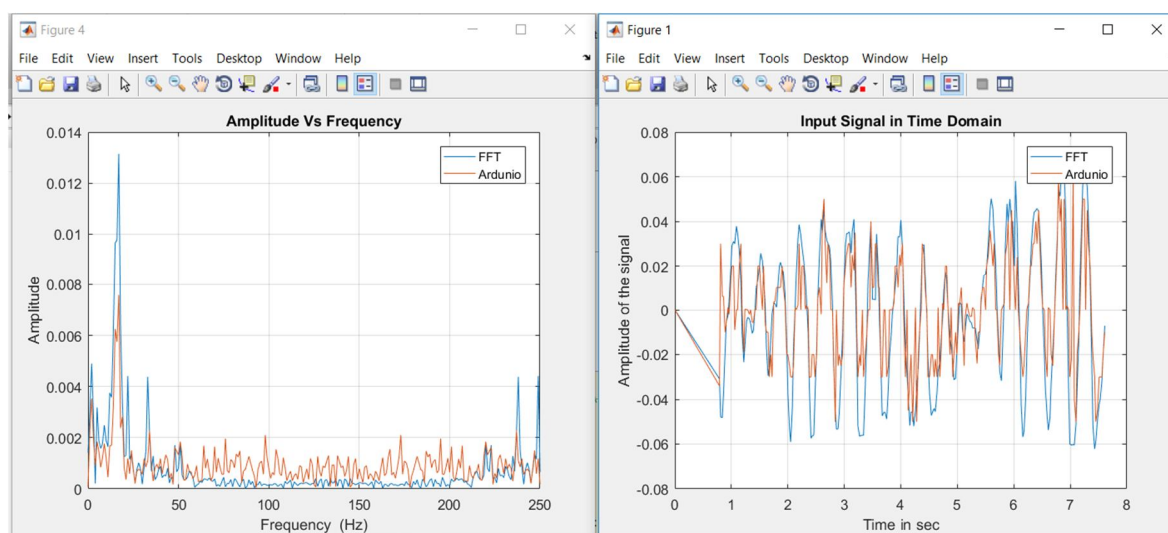 Figure 4
File Edit View Insert Tools Desktop Window Help
Amplitude Vs Frequency
0.014
0.012
0.01
0.008
0.006
0.004
0.002
0
Amplitude
FFT
Ardunio
0 50 100 150 200 250
Frequency (Hz)
Figure 1
File Edit View Insert Tools Desktop Window Help
Input Signal in Time Domain
0.08
0.06
0.04
0.02
0
-0.02
-0.04
-0.06
-0.08
Amplitude of the signal
FFT
Ardunio
0 1 2 3 4 5 6 7 8
Time in sec